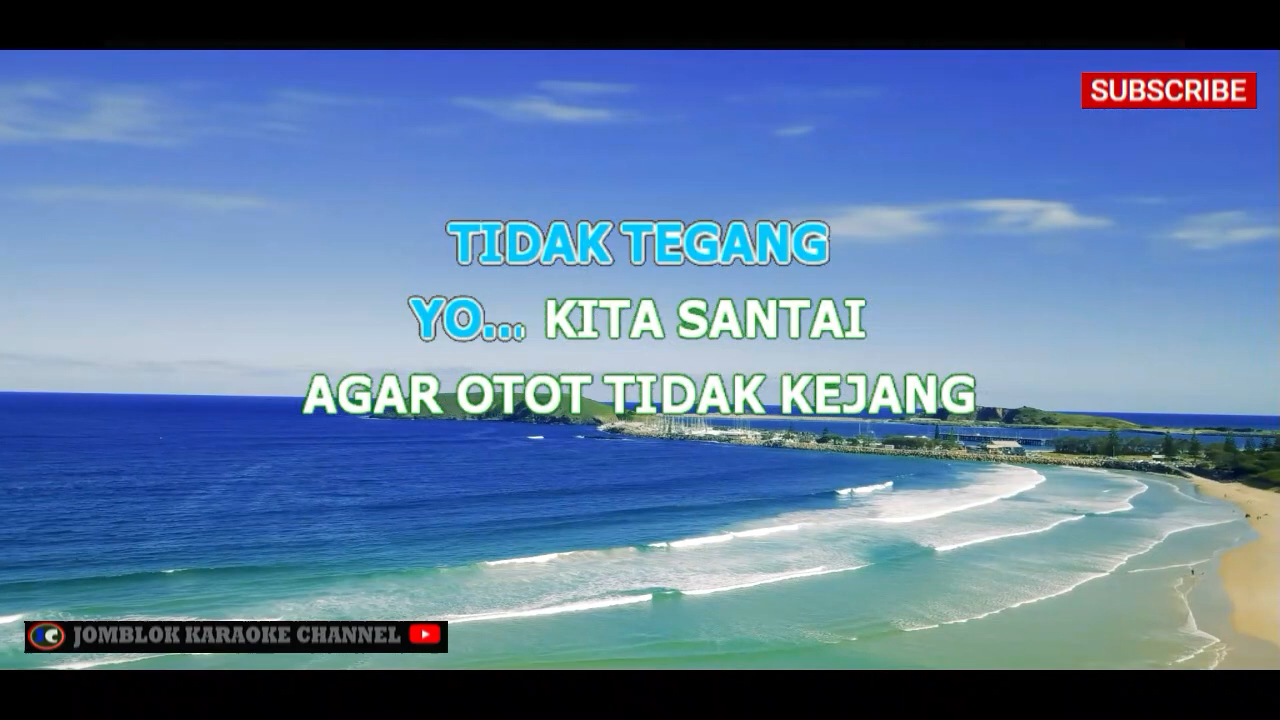 SUBSCRIBE
TIDAK TEGANG
YO... KITA SANTAI
AGAR OTOT TIDAK KEJANG
JOMBLOK KARAOKE CHANNEL